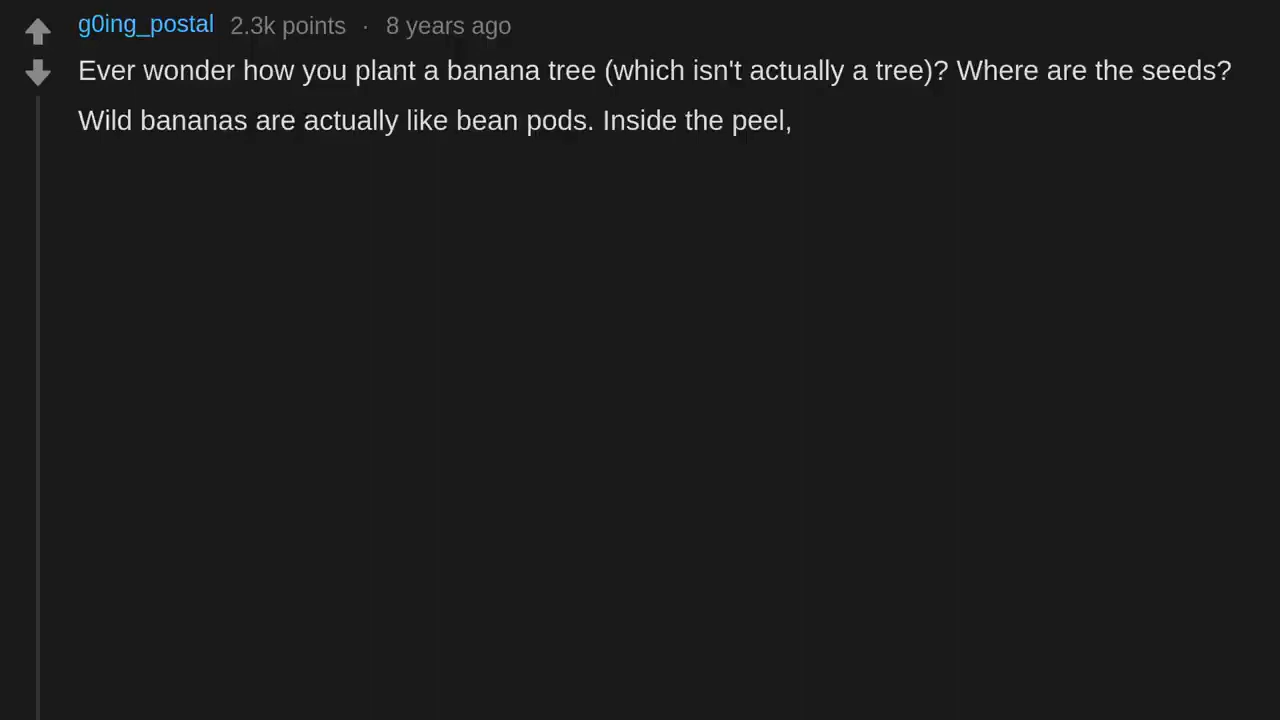 g0ing_postal 2.3k points · 8 years ago
Ever wonder how you plant a banana tree (which isn't actually a tree)? Where are the seeds?
Wild bananas are actually like bean pods. Inside the peel,